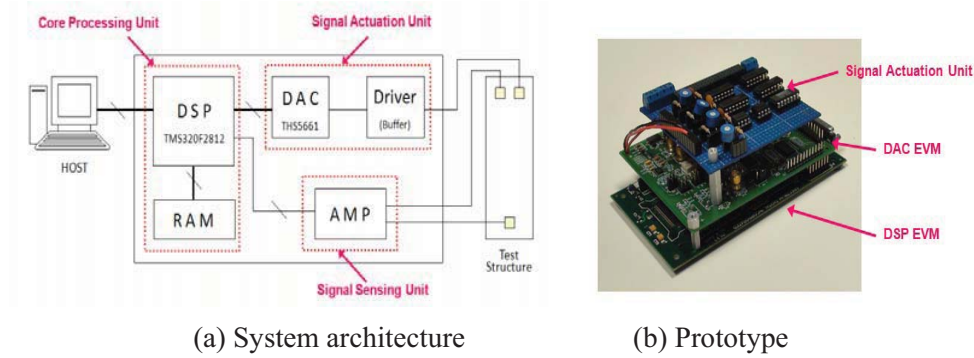 Core Processing Unit
Signal Actuation Unit
DSP
TMS320F2812
DAC
THS5661
Driver
(Buffer)
HOST
RAM
AMP
Test
Structure
Signal Sensing Unit
Signal Actuation Unit
DAC EVM
DSP EVM
(a) System architecture
(b) Prototype